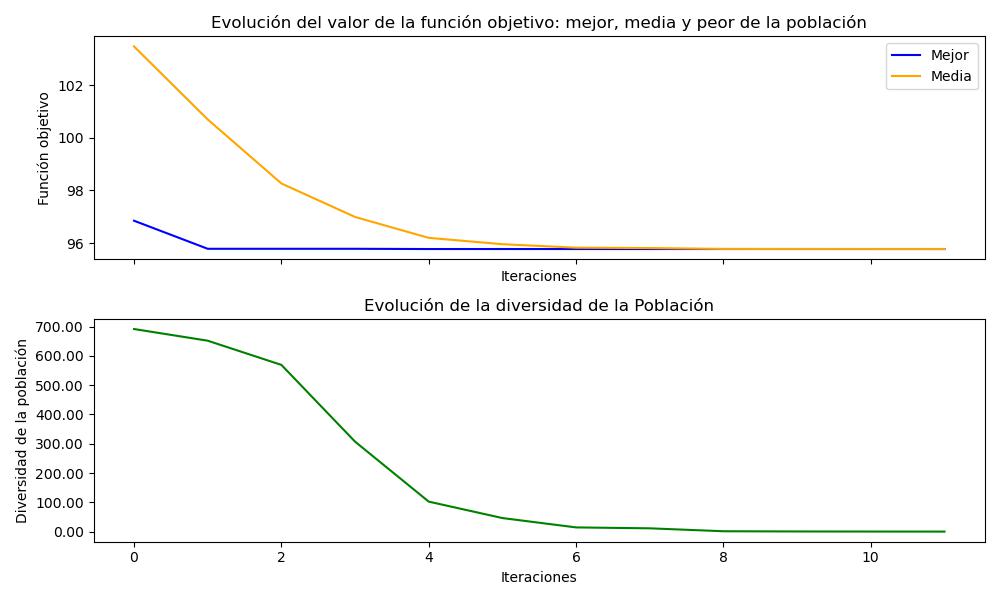 Evolución del valor de la función objetivo: mejor, media y peor de la población
Mejor
Media
Función objetivo
102
100
98
96
Iteraciones
Evolución de la diversidad de la Población
Diversidad de la población
700.00
600.00
500.00
400.00
300.00
200.00
100.00
0.00
0 2 4 6 8 10
Iteraciones